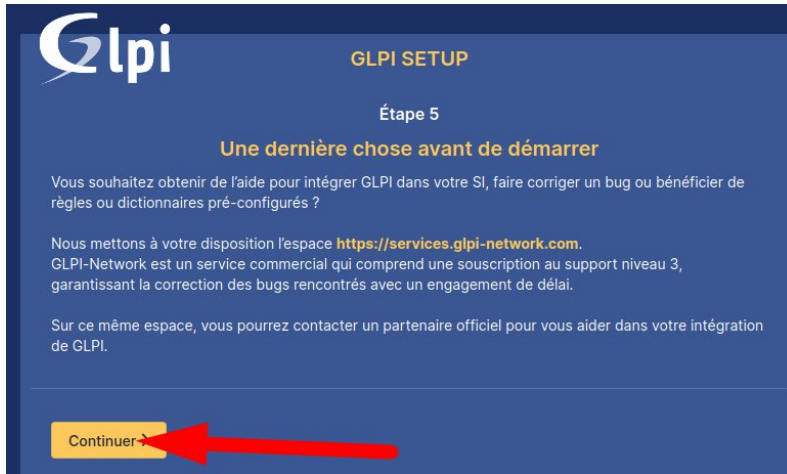 Glpi
GLPI SETUP
Étape 5
Une dernière chose avant de démarrer
Vous souhaitez obtenir de l'aide pour intégrer GLPI dans votre SI, faire corriger un bug ou bénéficier de
règles ou dictionnaires pré-configurés ?
Nous mettons à votre disposition l'espace https://services.glpi-network.com.
GLPI-Network est un service commercial qui comprend une souscription au support niveau 3,
garantissant la correction des bugs rencontrés avec un engagement de délai.
Sur ce même espace, vous pourrez contacter un partenaire officiel pour vous aider dans votre intégration
de GLPI.
Continuer